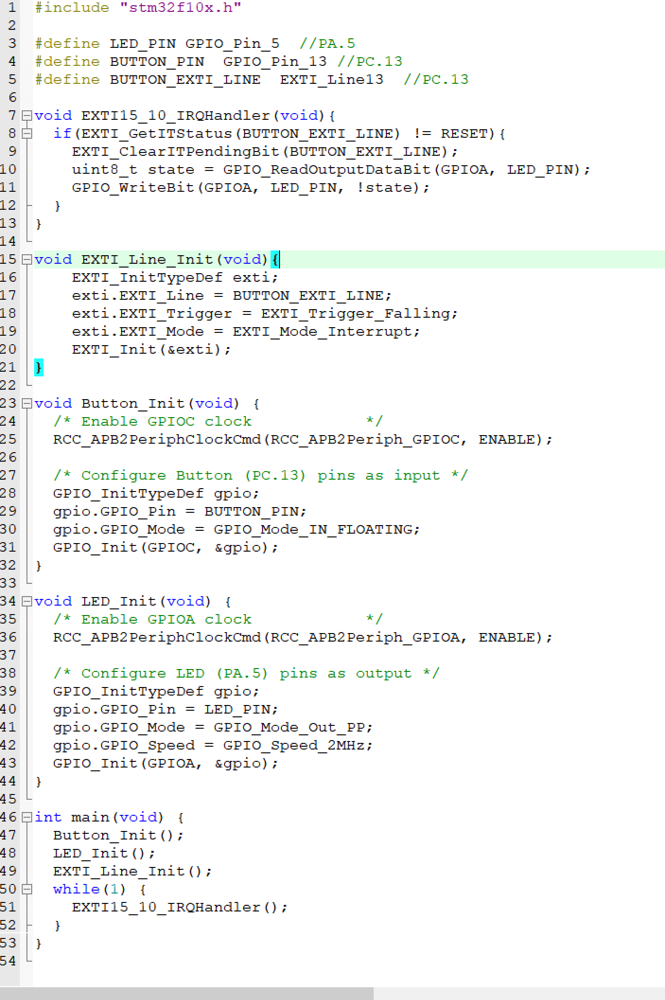 1 #include "stm32f10x.h"
2
3 #define LED_PIN GPIO_Pin_5  //PA.5
4 #define BUTTON_PIN  GPIO_Pin_13 //PC.13
5 #define BUTTON_EXTI_LINE  EXTI_Line13  //PC.13
6
7 void EXTI15_10_IRQHandler(void){
8   if(EXTI_GetITStatus(BUTTON_EXTI_LINE) != RESET){
9     EXTI_ClearITPendingBit(BUTTON_EXTI_LINE);
10     uint8_t state = GPIO_ReadOutputDataBit(GPIOA, LED_PIN);
11     GPIO_WriteBit(GPIOA, LED_PIN, !state);
12   }
13 }
14
15 void EXTI_Line_Init(void){
16     EXTI_InitTypeDef exti;
17     exti.EXTI_Line = BUTTON_EXTI_LINE;
18     exti.EXTI_Trigger = EXTI_Trigger_Falling;
19     exti.EXTI_Mode = EXTI_Mode_Interrupt;
20     EXTI_Init(&exti);
21 }
22
23 void Button_Init(void) {
24   /* Enable GPIOC clock            */
25   RCC_APB2PeriphClockCmd(RCC_APB2Periph_GPIOC, ENABLE);
26
27   /* Configure Button (PC.13) pins as input */
28   GPIO_InitTypeDef gpio;
29   gpio.GPIO_Pin = BUTTON_PIN;
30   gpio.GPIO_Mode = GPIO_Mode_IN_FLOATING;
31   GPIO_Init(GPIOC, &gpio);
32 }
33
34 void LED_Init(void) {
35   /* Enable GPIOA clock            */
36   RCC_APB2PeriphClockCmd(RCC_APB2Periph_GPIOA, ENABLE);
37
38   /* Configure LED (PA.5) pins as output */
39   GPIO_InitTypeDef gpio;
40   gpio.GPIO_Pin = LED_PIN;
41   gpio.GPIO_Mode = GPIO_Mode_Out_PP;
42   gpio.GPIO_Speed = GPIO_Speed_2MHz;
43   GPIO_Init(GPIOA, &gpio);
44 }
45
46 int main(void) {
47   Button_Init();
48   LED_Init();
49   EXTI_Line_Init();
50   while(1) {
51     EXTI15_10_IRQHandler();
52   }
53 }
54